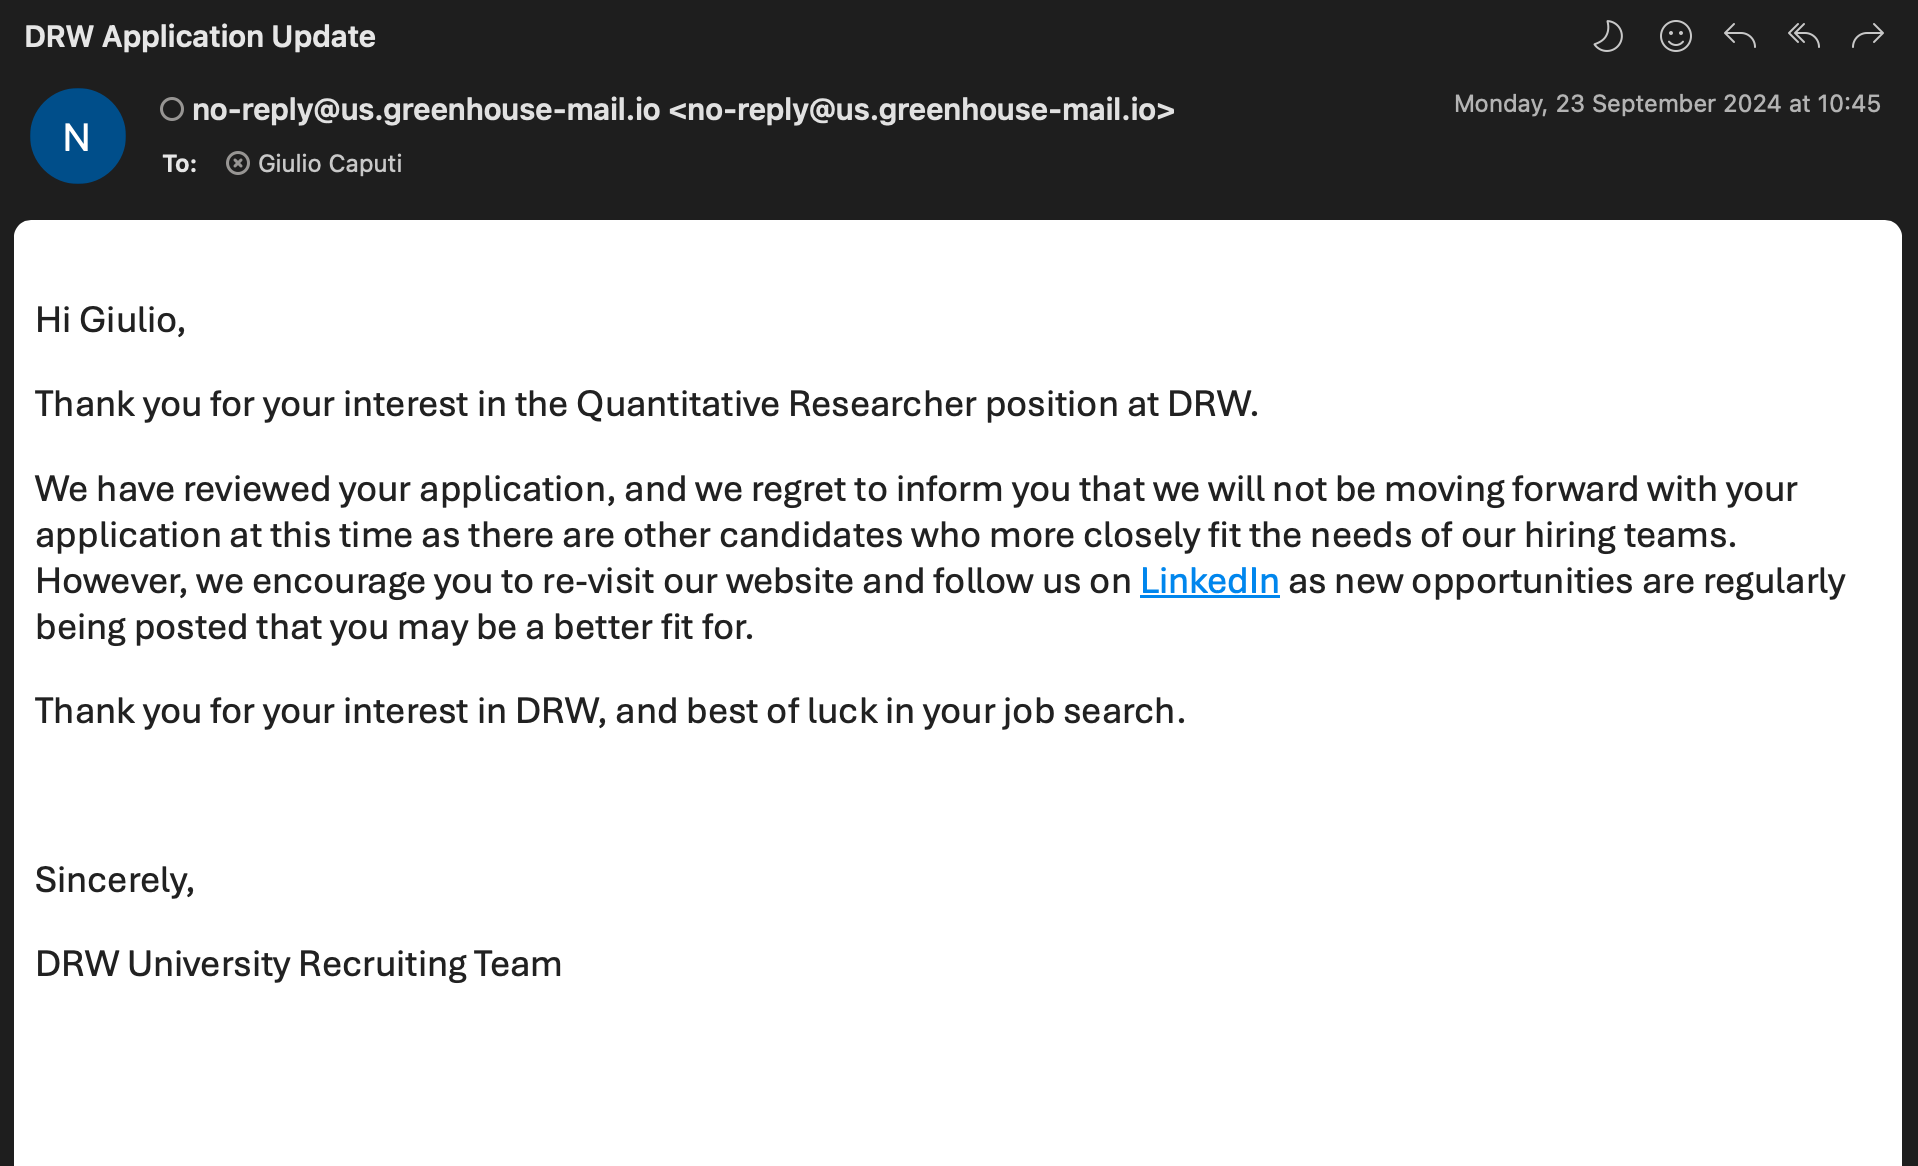 DRW Application Update
N
no-reply@us.greenhouse-mail.io <no-reply@us.greenhouse-mail.io>
Monday, 23 September 2024 at 10:45
To: Giulio Caputi
Hi Giulio,
Thank you for your interest in the Quantitative Researcher position at DRW.
We have reviewed your application, and we regret to inform you that we will not be moving forward with your
application at this time as there are other candidates who more closely fit the needs of our hiring teams.
However, we encourage you to re-visit our website and follow us on LinkedIn as new opportunities are regularly
being posted that you may be a better fit for.
Thank you for your interest in DRW, and best of luck in your job search.
Sincerely,
DRW University Recruiting Team